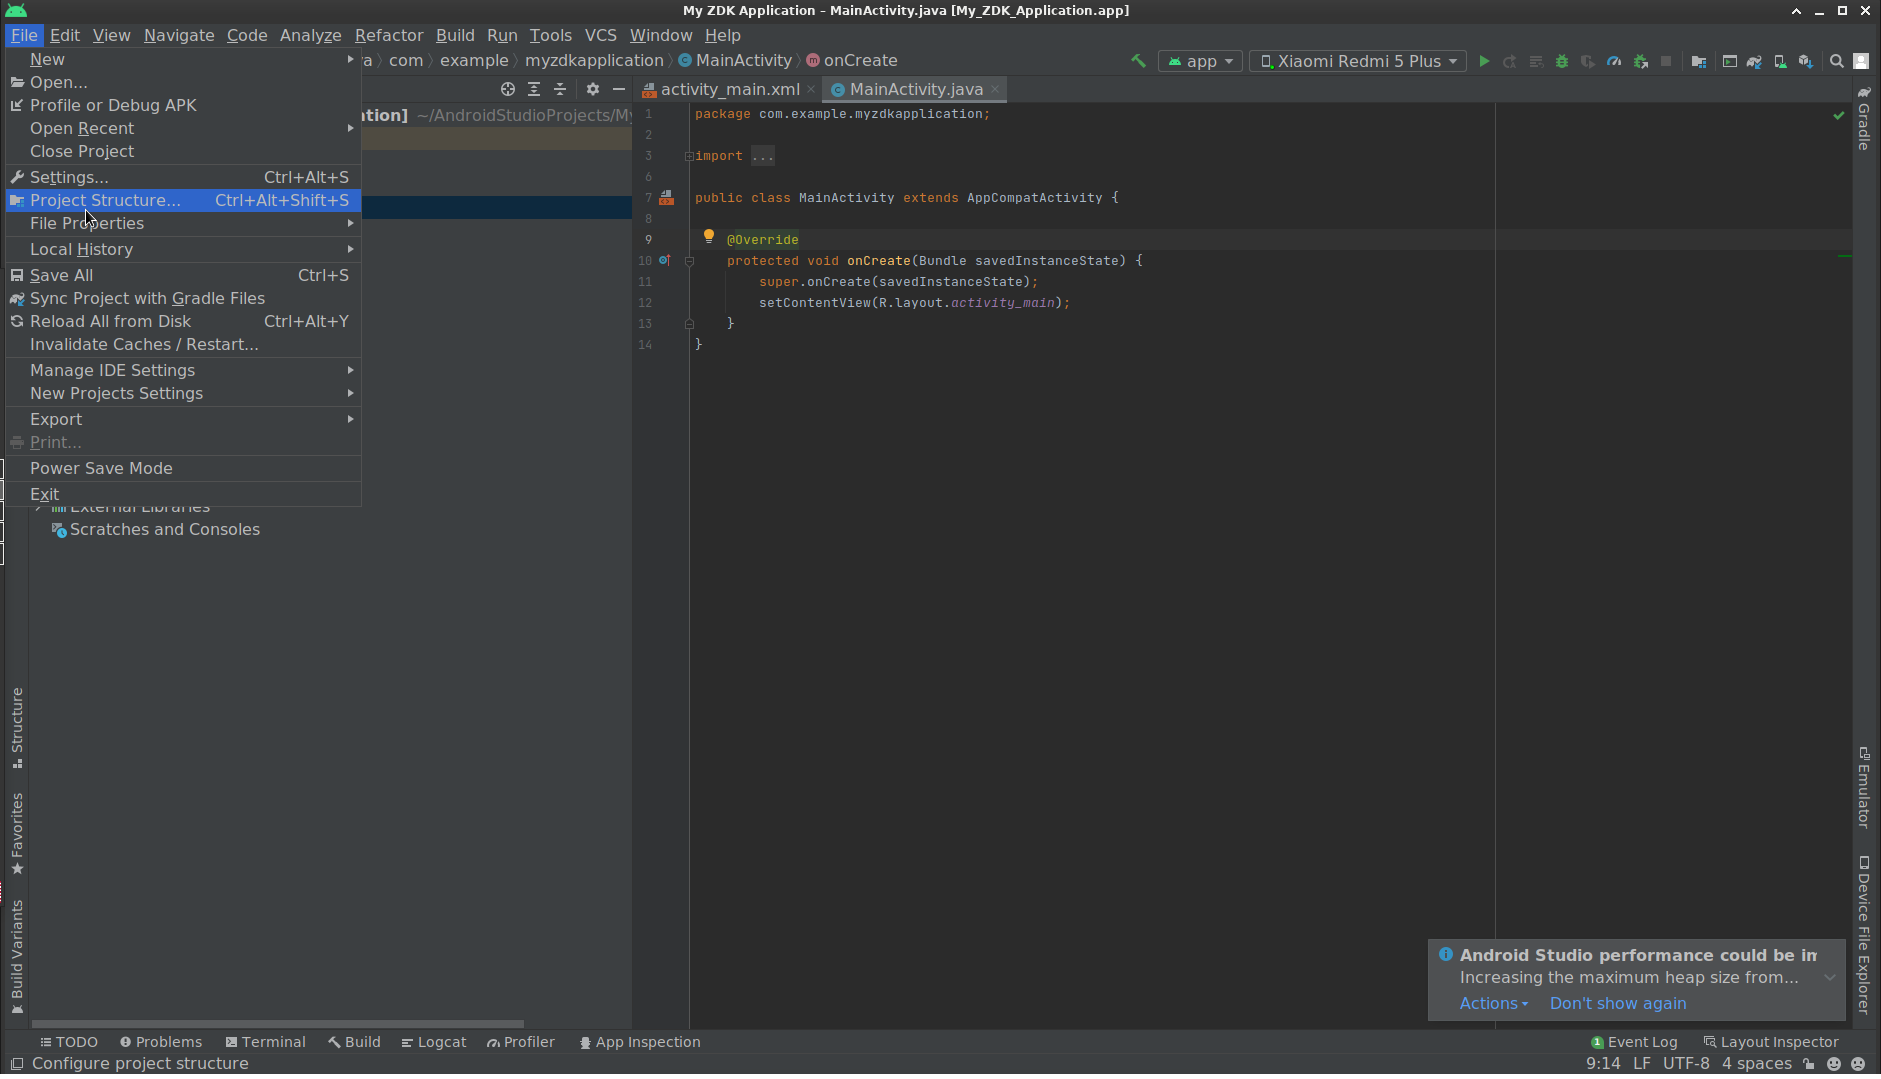 My ZDK Application – MainActivity.java [My_ZDK_Application.app]
File Edit View Navigate Code Analyze Refactor Build Run Tools VCS Window Help
com example myzdkapplication MainActivity onCreate
app Xiaomi Redmi 5 Plus
New
Open...
Profile or Debug APK
Open Recent
Close Project
Settings... Ctrl+Alt+S
Project Structure... Ctrl+Alt+Shift+S
File Properties
Local History
Save All Ctrl+S
Sync Project with Gradle Files
Reload All from Disk Ctrl+Alt+Y
Invalidate Caches / Restart...
Manage IDE Settings
New Projects Settings
Export
Print...
Power Save Mode
Exit
External Libraries
Scratches and Consoles
ation] ~/AndroidStudioProjects/My
activity_main.xml MainActivity.java
1 package com.example.myzdkapplication;
2
3 import ...
6
7 public class MainActivity extends AppCompatActivity {
8
9 @Override
10 protected void onCreate(Bundle savedInstanceState) {
11 super.onCreate(savedInstanceState);
12 setContentView(R.layout.activity_main);
13 }
14 }
Structure
Favorites
Build Variants
Gradle
Emulator
Device File Explorer
Android Studio performance could be im
Increasing the maximum heap size from...
Actions Don't show again
TODO Problems Terminal Build Logcat Profiler App Inspection
1 Event Log Layout Inspector
Configure project structure
9:14 LF UTF-8 4 spaces